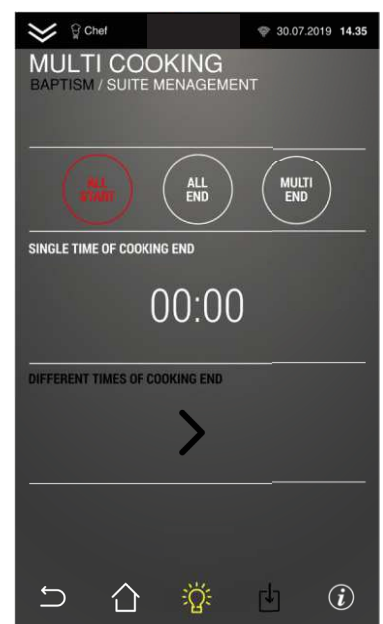 Chef 30.07.2019 14.35
MULTI COOKING
BAPTISM / SUITE MENAGEMENT
ALL
START
ALL
END
MULTI
END
SINGLE TIME OF COOKING END
00:00
DIFFERENT TIMES OF COOKING END
i